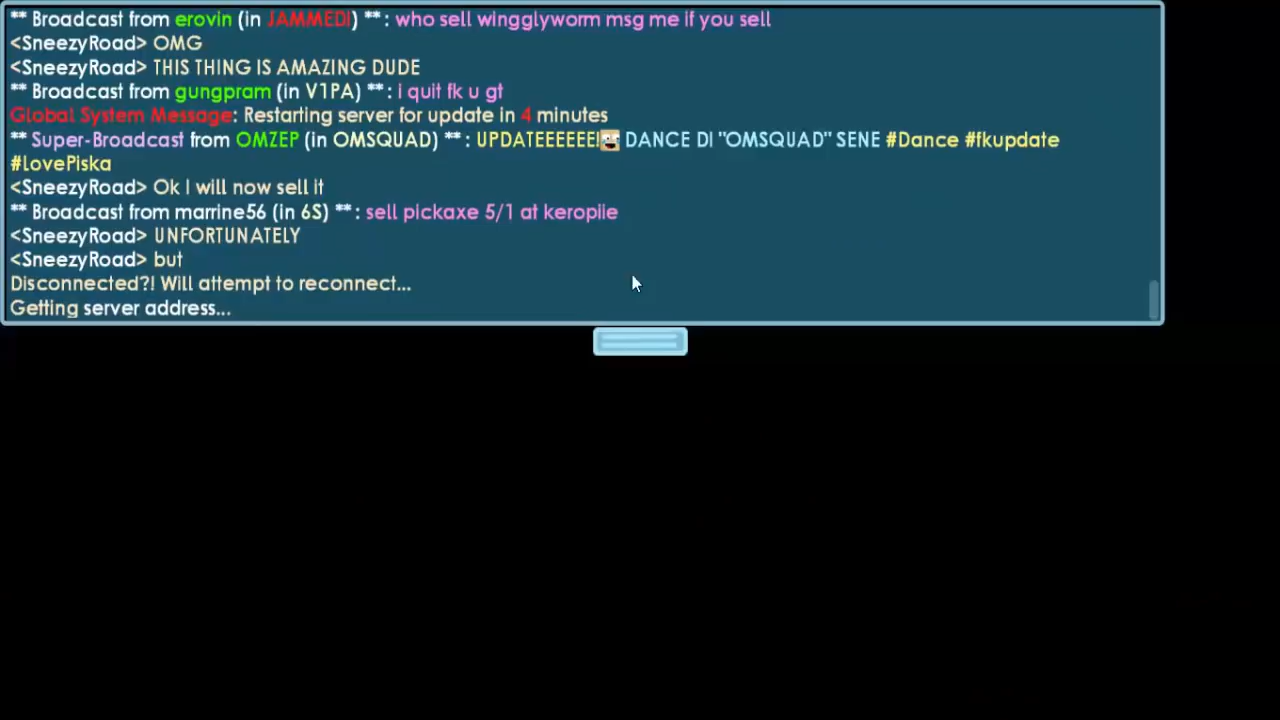 ** Broadcast from erovin (in JAMMEDI) ** : who sell wingglyworm msg me if you sell
<SneezyRoad> OMG
<SneezyRoad> THIS THING IS AMAZING DUDE
** Broadcast from gungpram (in V1PA) ** : i quit fk u gt
Global System Message: Restarting server for update in 4 minutes
** Super-Broadcast from OMZEP (in OMSQUAD) ** : UPDATEEEEEE! DANCE DI "OMSQUAD" SENE #Dance #fkupdate
#LovePiska
<SneezyRoad> Ok I will now sell it
** Broadcast from marrine56 (in 6S) ** : sell pickaxe 5/1 at keropiie
<SneezyRoad> UNFORTUNATELY
<SneezyRoad> but
Disconnected?! Will attempt to reconnect...
Getting server address...